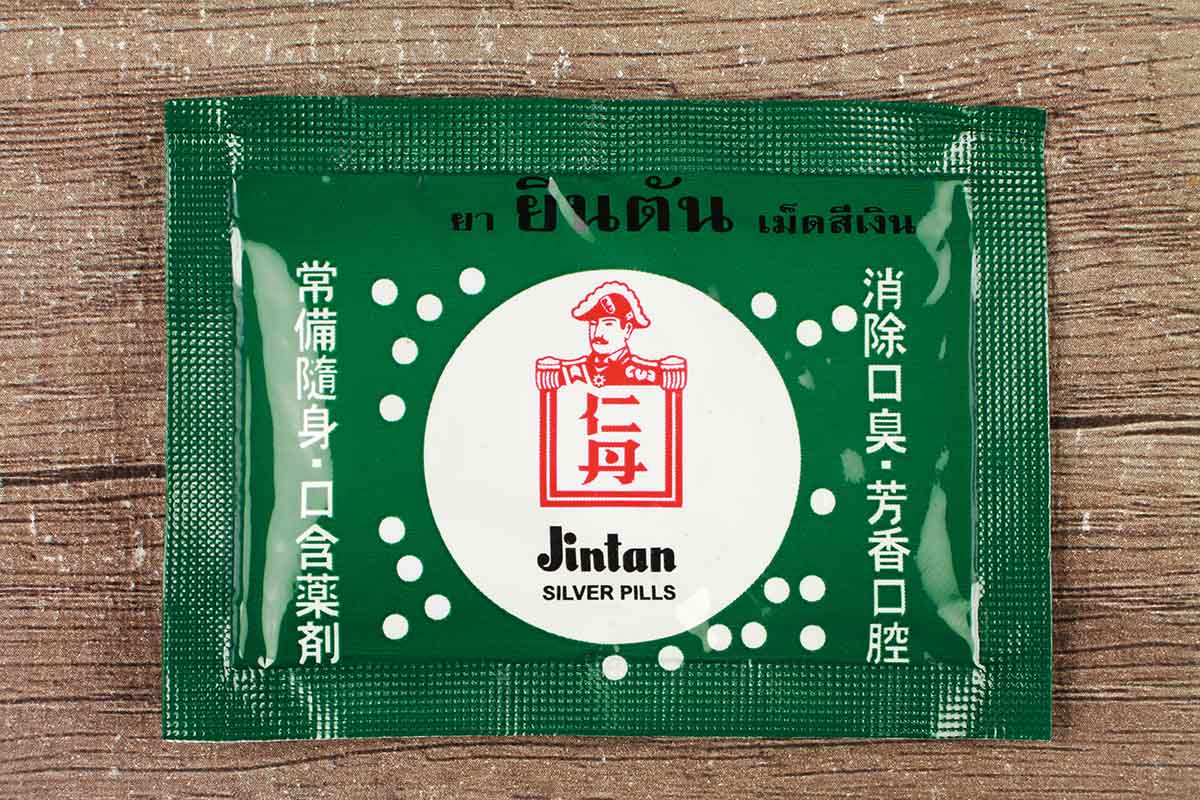 ยา ยินตัน เม็ดสีเงิน
消除口臭·芳香口腔
常備隨身·口含薬剤
仁丹
Jintan
SILVER PILLS